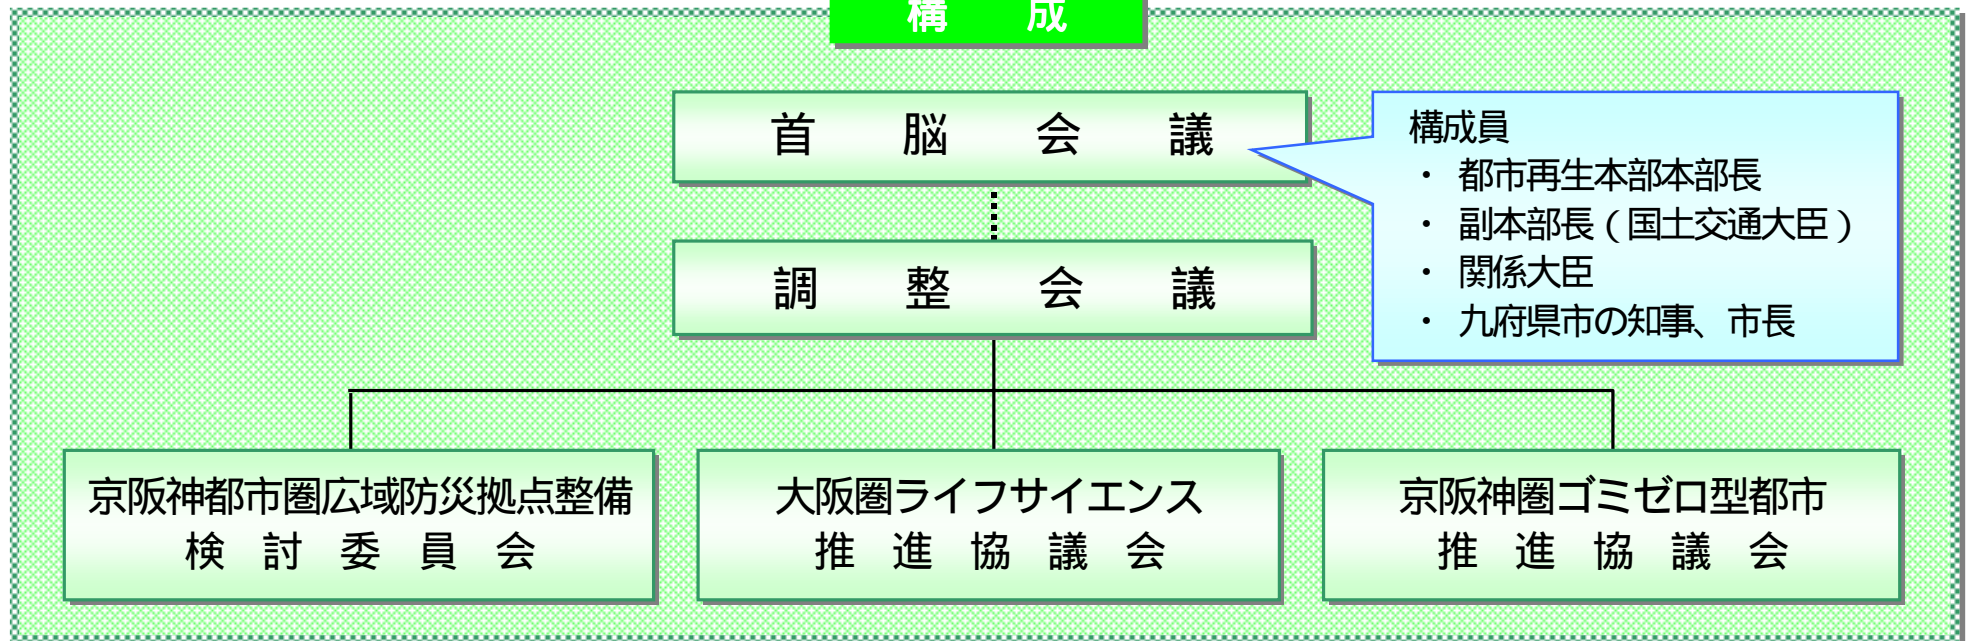 構成
首脳会議
構成員
・ 都市再生本部本部長
・ 副本部長（国土交通大臣）
・ 関係大臣
・ 九府県市の知事、市長
調整会議
京阪神都市圏広域防災拠点整備
検討委員会
大阪圏ライフサイエンス
推進協議会
京阪神圏ゴミゼロ型都市
推進協議会